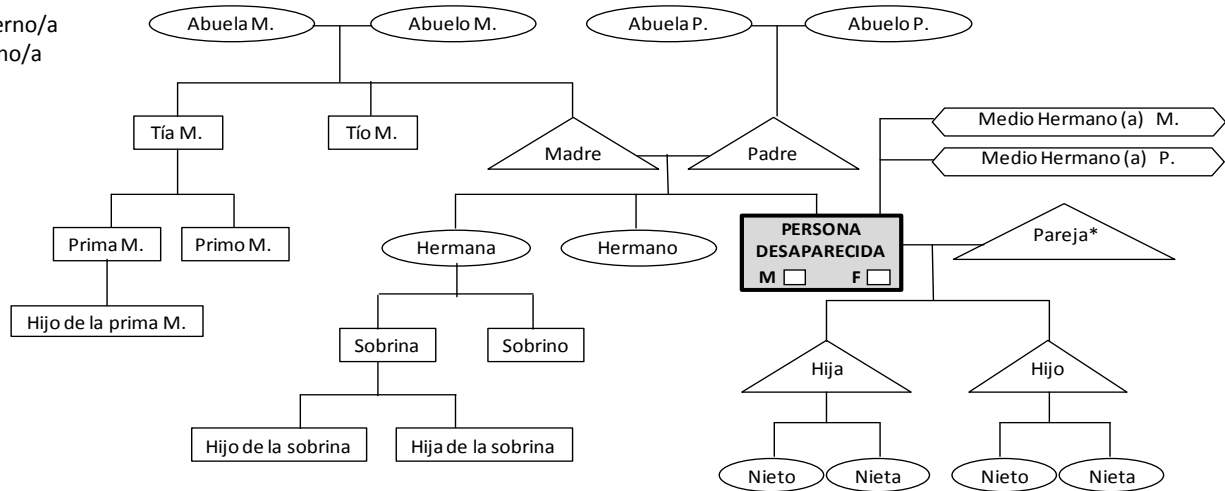 erno/a
no/a
Abuela M.
Abuelo M.
Abuela P.
Abuelo P.
Tía M.
Tío M.
Madre
Padre
Medio Hermano (a) M.
Medio Hermano (a) P.
Prima M.
Primo M.
Hermana
Hermano
PERSONA
DESAPARECIDA
M F
Pareja*
Hijo de la prima M.
Sobrina
Sobrino
Hija
Hijo
Hijo de la sobrina
Hija de la sobrina
Nieto
Nieta
Nieto
Nieta